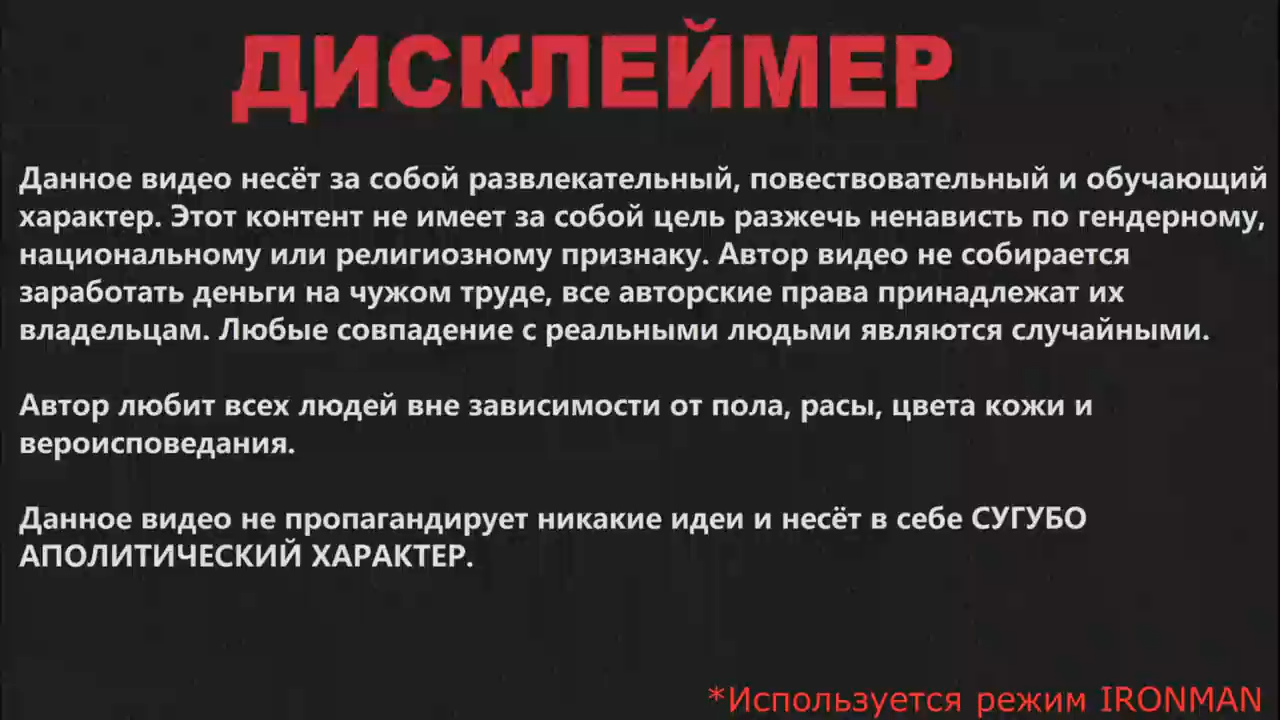 ДИСКЛЕЙМЕР
Данное видео несёт за собой развлекательный, повествовательный и обучающий
характер. Этот контент не имеет за собой цель разжечь ненависть по гендерному,
национальному или религиозному признаку. Автор видео не собирается
заработать деньги на чужом труде, все авторские права принадлежат их
владельцам. Любые совпадение с реальными людьми являются случайными.
Автор любит всех людей вне зависимости от пола, расы, цвета кожи и
вероисповедания.
Данное видео не пропагандирует никакие идеи и несёт в себе СУГУБО
АПОЛИТИЧЕСКИЙ ХАРАКТЕР.
*Используется режим IRONMAN